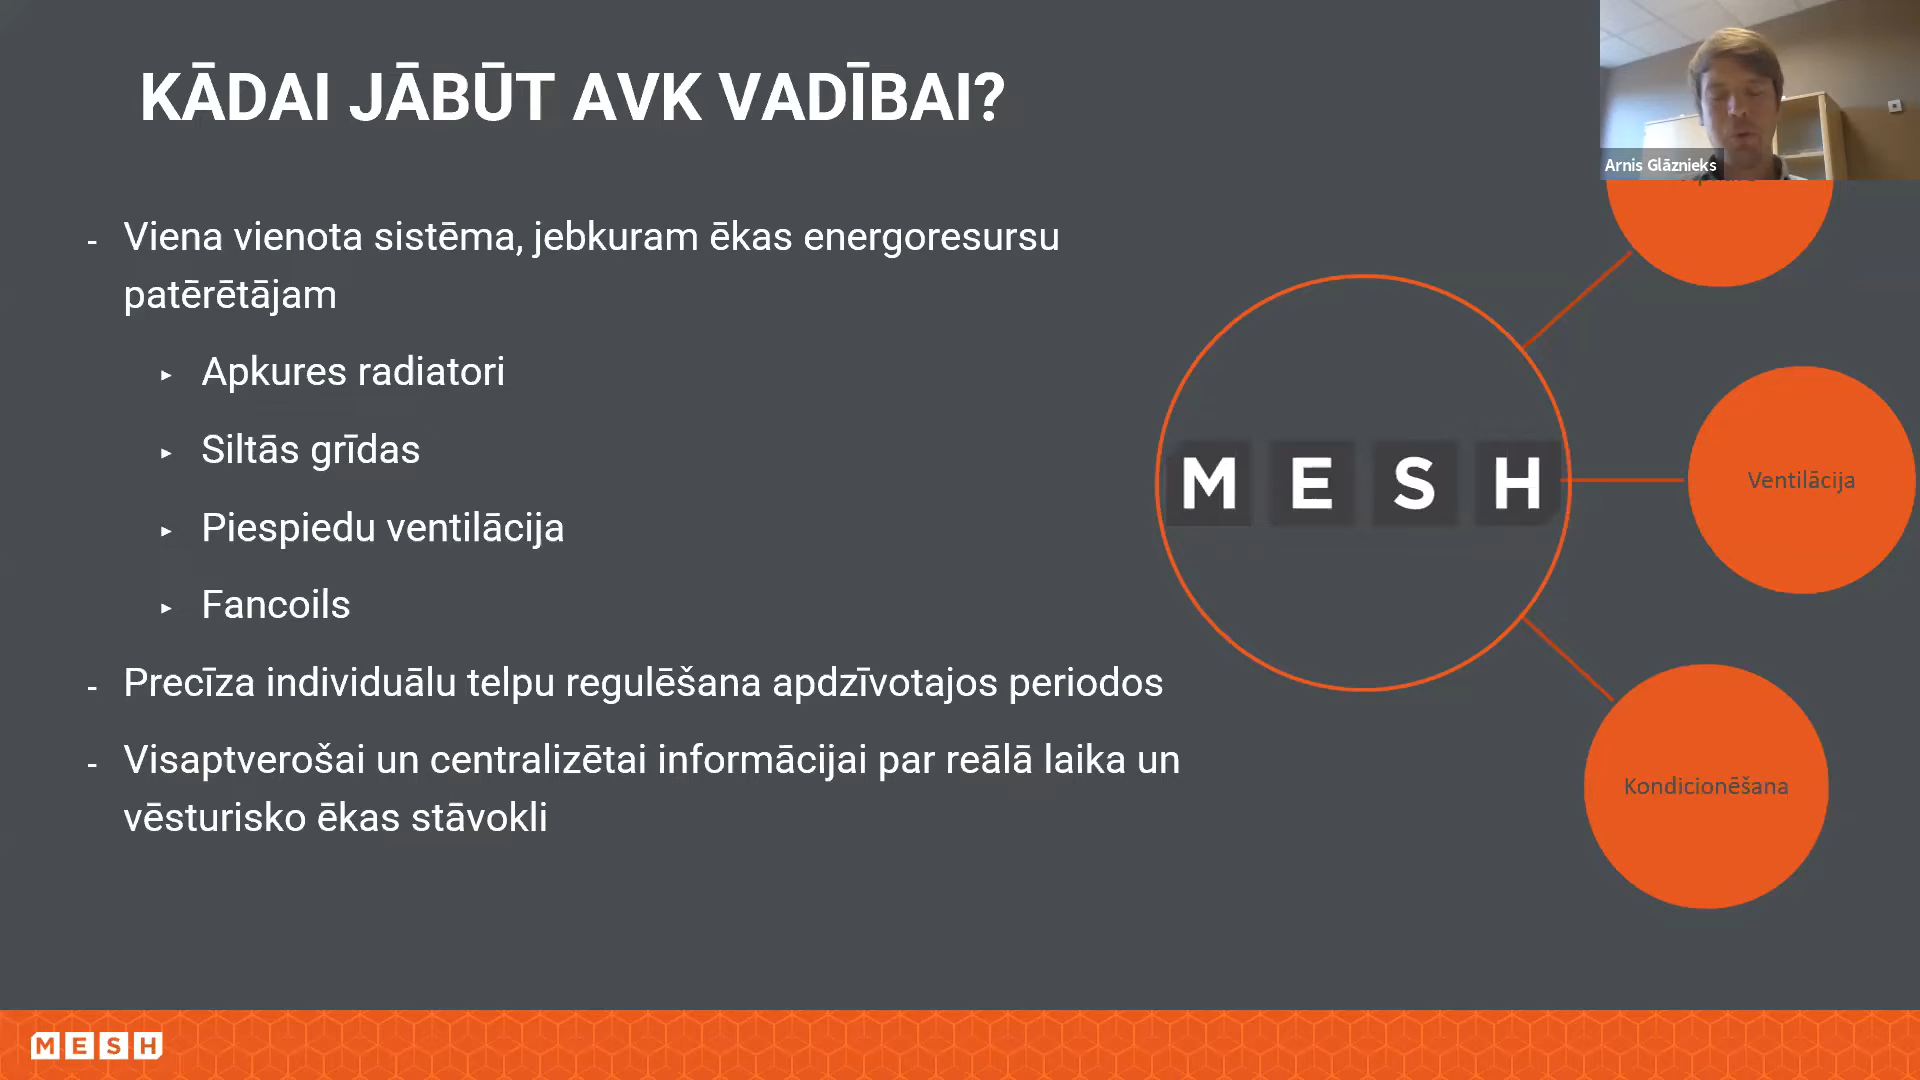 KĀDAI JĀBŪT AVK VADĪBAI?
Arnis Glāznieks
- Viena vienota sistēma, jebkuram ēkas energoresursu
patērētājam
▸ Apkures radiatori
▸ Siltās grīdas
▸ Piespiedu ventilācija
▸ Fancoils
- Precīza individuālu telpu regulēšana apdzīvotajos periodos
- Visaptverošai un centralizētai informācijai par reālā laika un
vēsturisko ēkas stāvokli
MESH
Ventilācija
Kondicionēšana
MESH